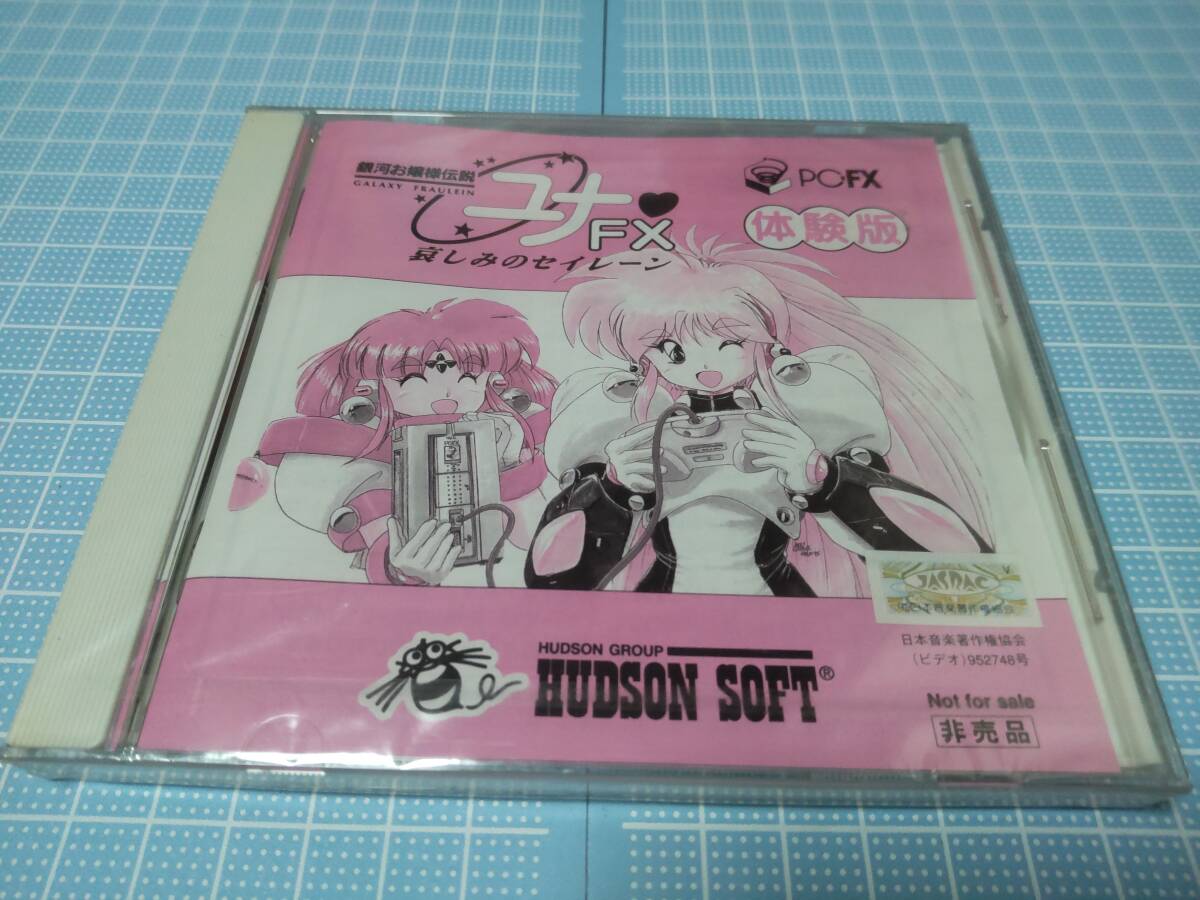 銀河お嬢様伝説
GALAXY FRAULEIN
ユナ
FX
哀しみのセイレーン
PC-FX
体験版
JASRAC
日本音楽著作権協会
(ビデオ)952748号
HUDSON GROUP
HUDSON SOFT®
Not for sale
非売品